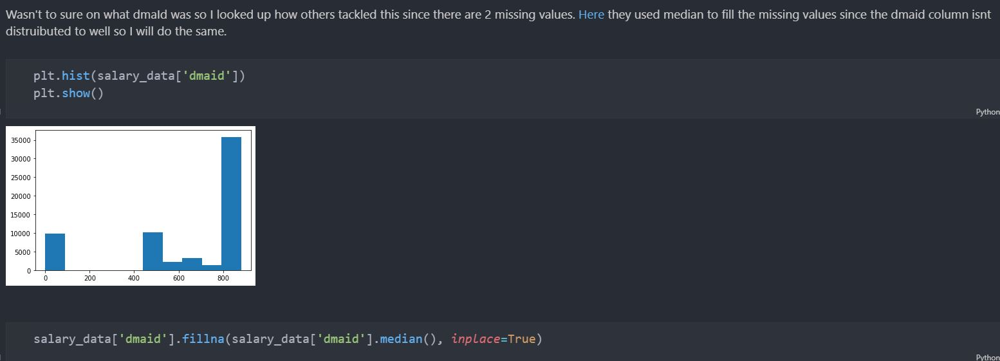 Wasn't to sure on what dmaId was so I looked up how others tackled this since there are 2 missing values. Here they used median to fill the missing values since the dmaid column isnt
distruibuted to well so I will do the same.
plt.hist(salary_data['dmaid'])
plt.show()
Python
35000
30000
25000
20000
15000
10000
5000
0
0 200 400 600 800
salary_data['dmaid'].fillna(salary_data['dmaid'].median(), inplace=True)
Python